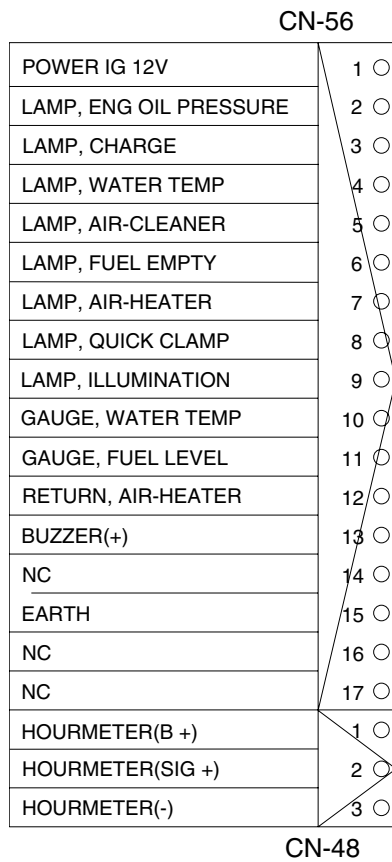 CN-56
POWER IG 12V 1
LAMP, ENG OIL PRESSURE 2
LAMP, CHARGE 3
LAMP, WATER TEMP 4
LAMP, AIR-CLEANER 5
LAMP, FUEL EMPTY 6
LAMP, AIR-HEATER 7
LAMP, QUICK CLAMP 8
LAMP, ILLUMINATION 9
GAUGE, WATER TEMP 10
GAUGE, FUEL LEVEL 11
RETURN, AIR-HEATER 12
BUZZER(+) 13
NC 14
EARTH 15
NC 16
NC 17
HOURMETER(B +) 1
HOURMETER(SIG +) 2
HOURMETER(-) 3
CN-48